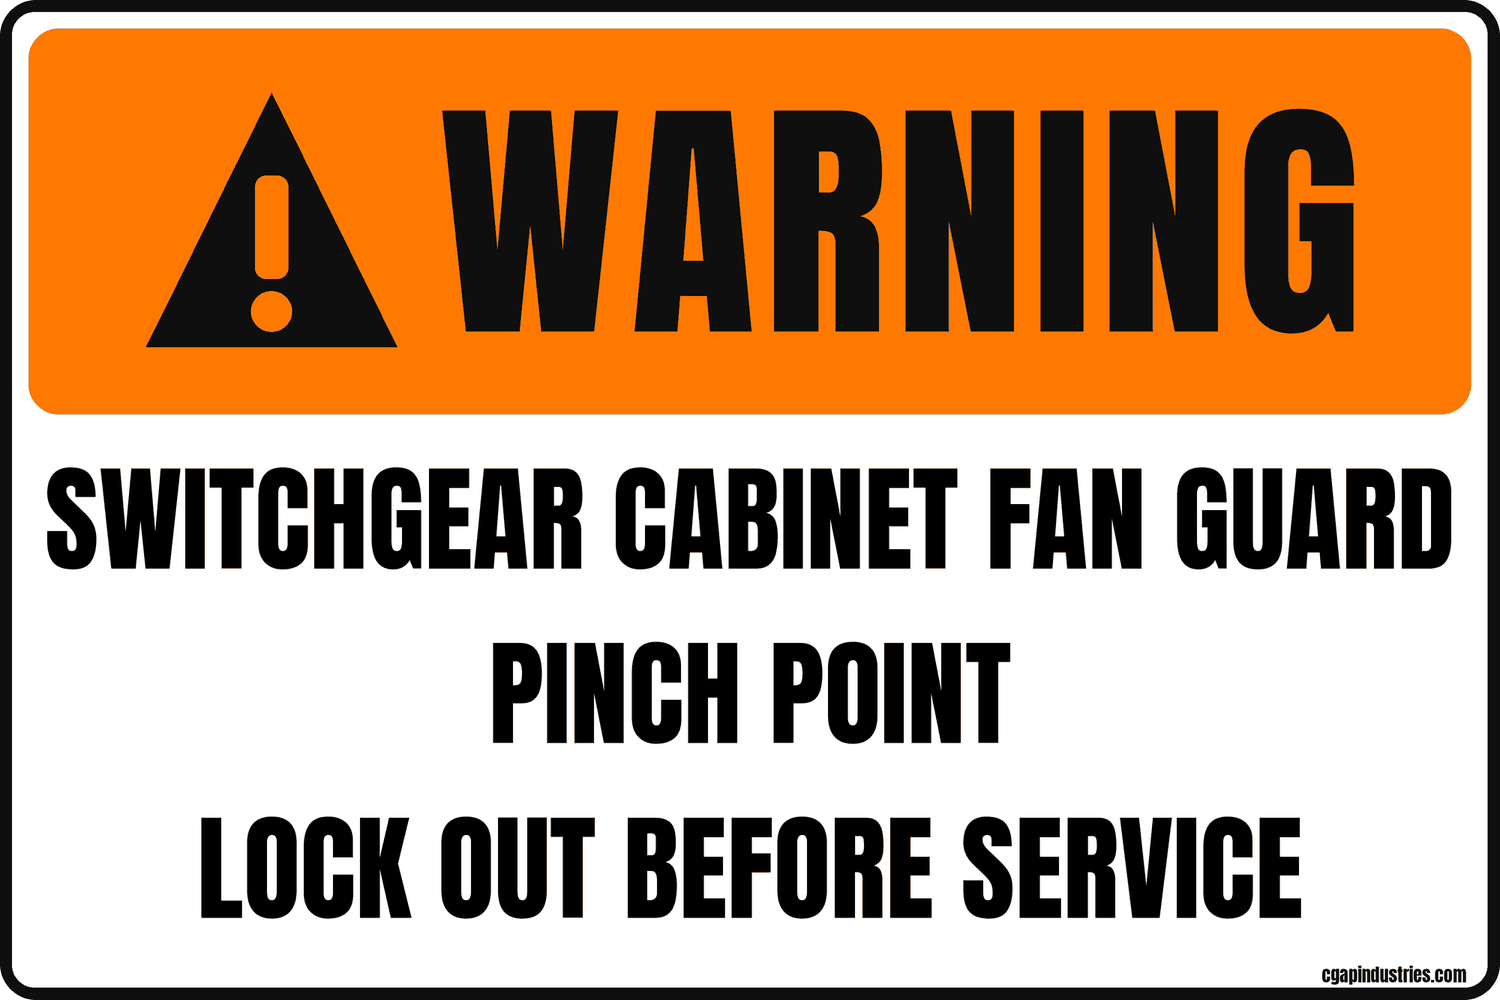 WARNING
SWITCHGEAR CABINET FAN GUARD
PINCH POINT
LOCK OUT BEFORE SERVICE
cgapindustries.com